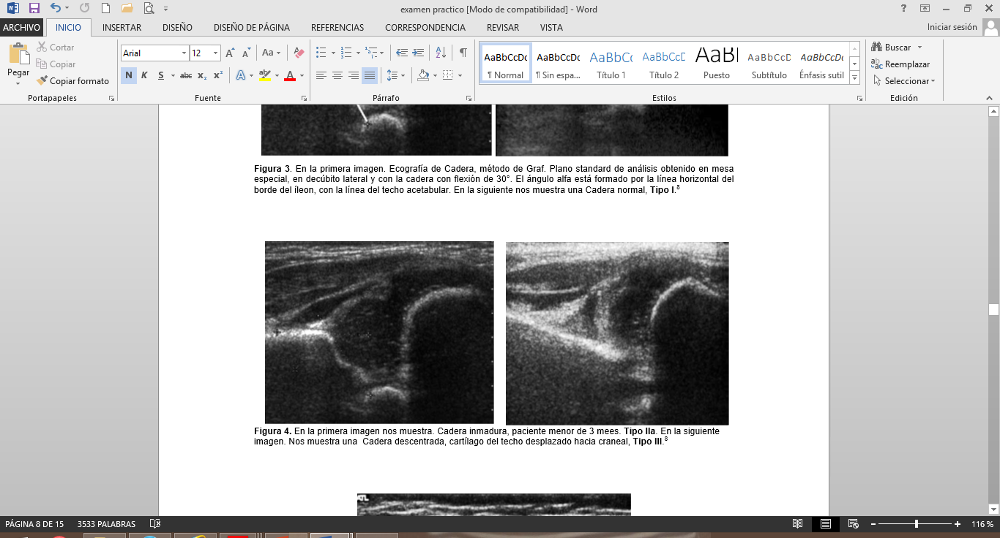 examen practico [Modo de compatibilidad] - Word
ARCHIVO INICIO INSERTAR DISEÑO DISEÑO DE PÁGINA REFERENCIAS CORRESPONDENCIA REVISAR VISTA Iniciar sesión
Pegar
Cortar
Copiar
Copiar formato
Portapapeles
Arial 12
N K S abc x₂ x²
Fuente
Párrafo
AaBbCcDc AaBbCcDc AaBbCc AaBbCcD AaBl AaBbCcD AaBbCcDc
¶ Normal ¶ Sin espa... Título 1 Título 2 Puesto Subtítulo Énfasis sutil
Estilos
Buscar
Reemplazar
Seleccionar
Edición
Figura 3. En la primera imagen. Ecografía de Cadera, método de Graf. Plano standard de análisis obtenido en mesa
especial, en decúbito lateral y con la cadera con flexión de 30°. El ángulo alfa está formado por la línea horizontal del
borde del íleon, con la línea del techo acetabular. En la siguiente nos muestra una Cadera normal, Tipo I.⁸
Figura 4. En la primera imagen nos muestra. Cadera inmadura, paciente menor de 3 mees. Tipo IIa. En la siguiente
imagen. Nos muestra una Cadera descentrada, cartílago del techo desplazado hacia craneal, Tipo III.⁸
ATL
PÁGINA 8 DE 15 3533 PALABRAS 116 %